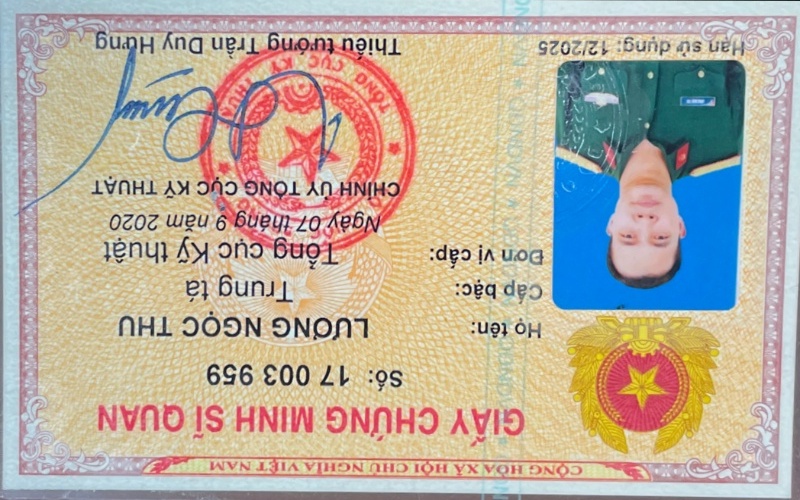 CỘNG HÒA XÃ HỘI CHỦ NGHĨA VIỆT NAM
GIẤY CHỨNG MINH SĨ QUAN
Số: 17 003 959
Họ tên: LƯƠNG NGỌC THU
Cấp bậc: Trung tá
Đơn vị cấp: Tổng cục Kỹ thuật
Ngày 07 tháng 9 năm 2020
CHÍNH ỦY TỔNG CỤC KỸ THUẬT
TỔNG CỤC KỸ THUẬT
Thiếu tướng Trần Duy Hưng
Hạn sử dụng: 12/2025